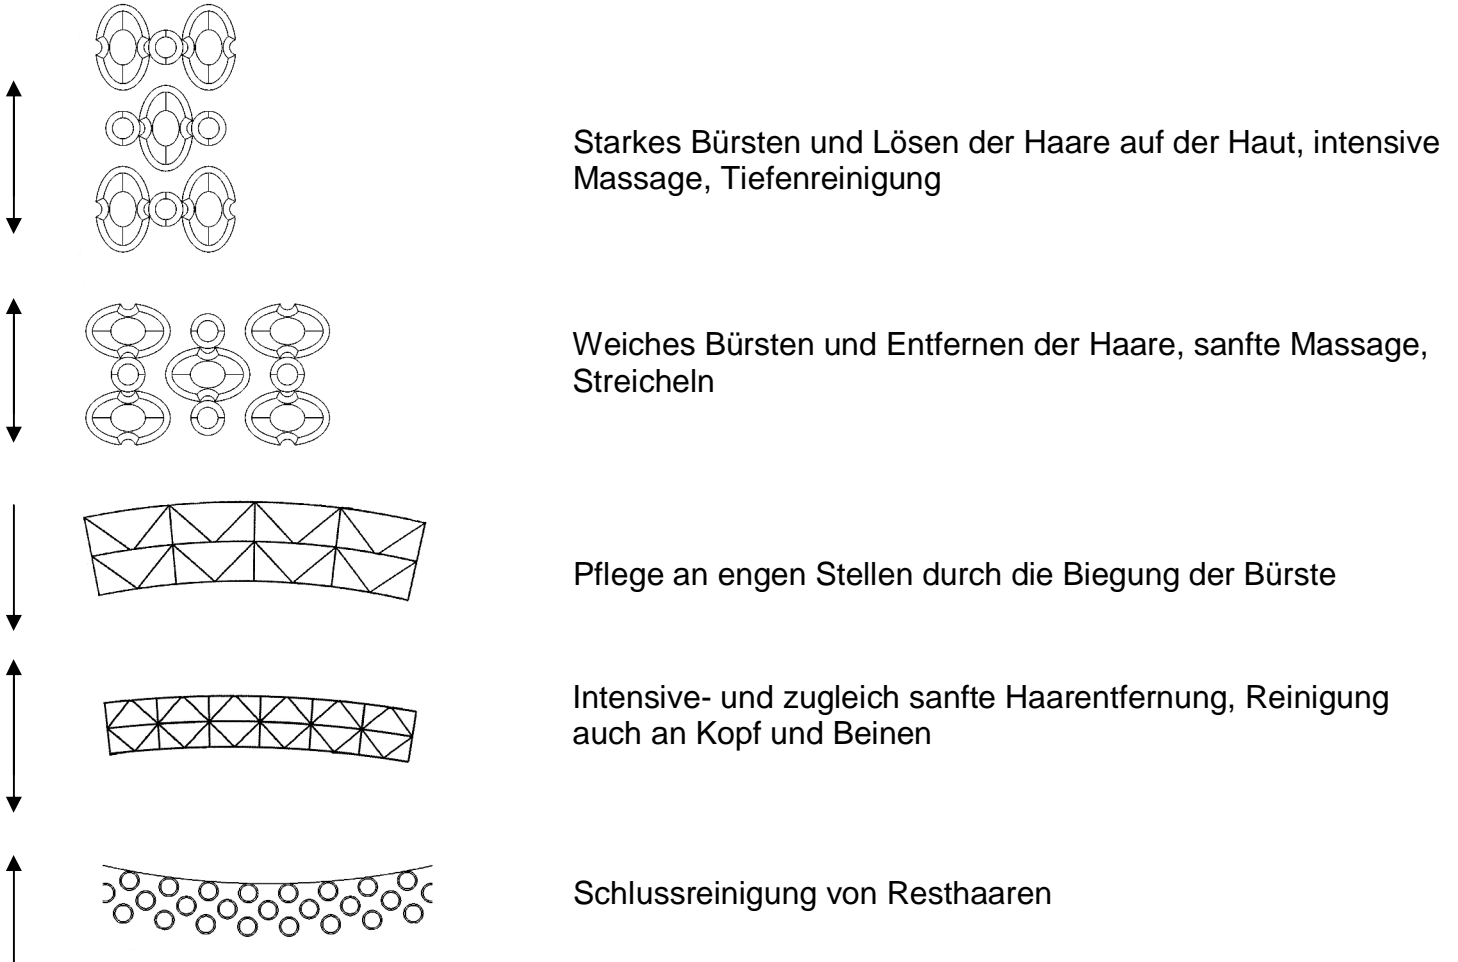 Starkes Bürsten und Lösen der Haare auf der Haut, intensive
Massage, Tiefenreinigung
Weiches Bürsten und Entfernen der Haare, sanfte Massage,
Streicheln
Pflege an engen Stellen durch die Biegung der Bürste
Intensive- und zugleich sanfte Haarentfernung, Reinigung
auch an Kopf und Beinen
Schlussreinigung von Resthaaren